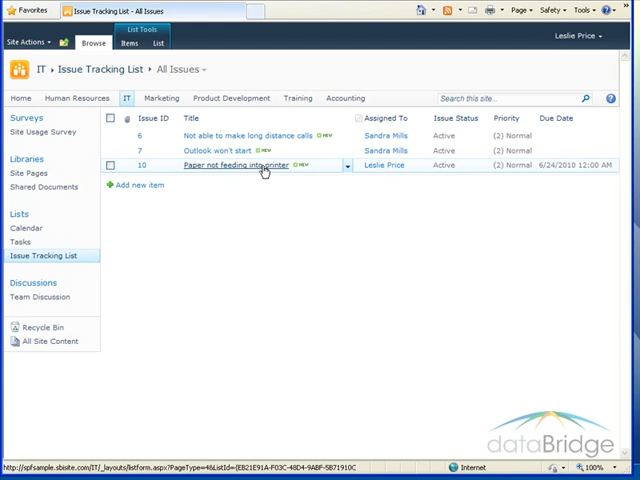 Favorites
Issue Tracking List - All Issues
Page
Safety
Tools
Site Actions
Browse
List Tools
Items
List
Leslie Price
IT
Issue Tracking List
All Issues
Home
Human Resources
IT
Marketing
Product Development
Training
Accounting
Search this site...
Surveys
Site Usage Survey
Libraries
Site Pages
Shared Documents
Lists
Calendar
Tasks
Issue Tracking List
Discussions
Team Discussion
Recycle Bin
All Site Content
Issue ID Title Assigned To Issue Status Priority Due Date
6 Not able to make long distance calls NEW Sandra Mills Active (2) Normal
7 Outlook won't start NEW Sandra Mills Active (2) Normal
10 Paper not feeding into printer NEW Leslie Price Active (2) Normal 6/24/2010 12:00 AM
Add new item
dataBridge
http://spfsample.sbisite.com/IT/_layouts/listform.aspx?PageType=4&ListId={EB21E91A-F03C-48D4-9ABF-5B71910C
Internet
100%